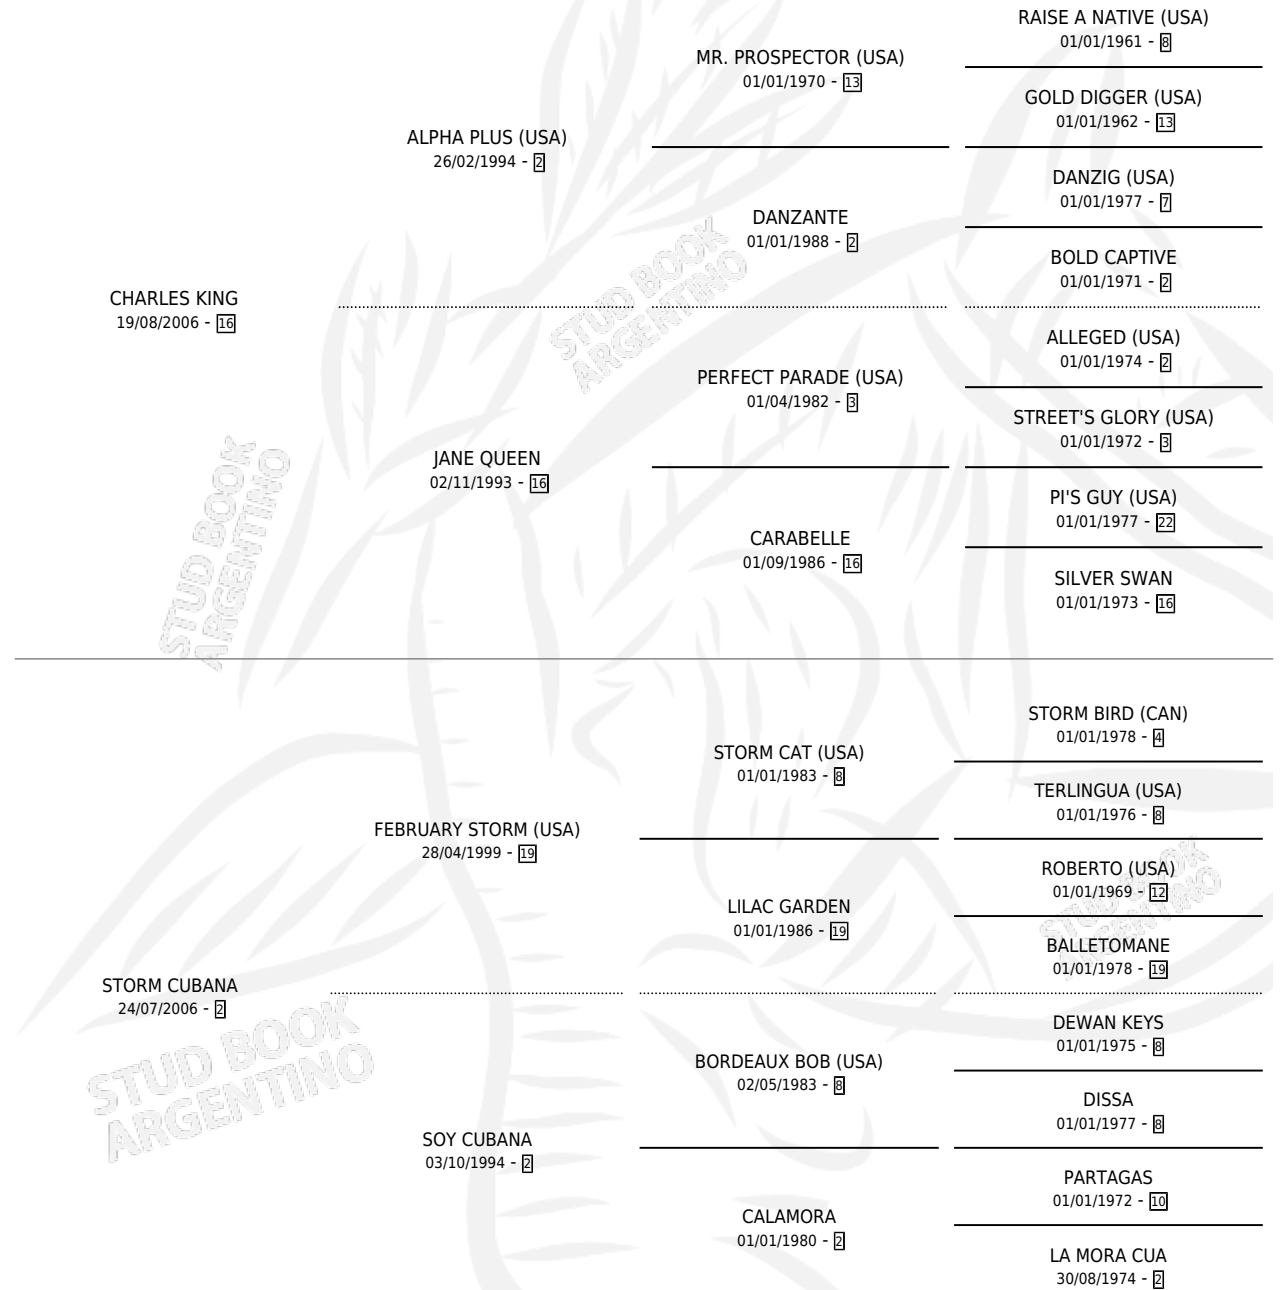 RAISE A NATIVE (USA)
01/01/1961 - 8
MR. PROSPECTOR (USA)
01/01/1970 - 13
GOLD DIGGER (USA)
01/01/1962 - 13
ALPHA PLUS (USA)
26/02/1994 - 2
DANZIG (USA)
01/01/1977 - 7
DANZANTE
01/01/1988 - 2
BOLD CAPTIVE
01/01/1971 - 2
CHARLES KING
19/08/2006 - 16
STUD BOOK
ARGENTINO
ALLEGED (USA)
01/01/1974 - 2
PERFECT PARADE (USA)
01/04/1982 - 3
STREET'S GLORY (USA)
01/01/1972 - 3
JANE QUEEN
02/11/1993 - 16
PI'S GUY (USA)
01/01/1977 - 22
CARABELLE
01/09/1986 - 16
SILVER SWAN
01/01/1973 - 16
STUD BOOK
ARGENTINO
STORM BIRD (CAN)
01/01/1978 - 4
STORM CAT (USA)
01/01/1983 - 8
TERLINGUA (USA)
01/01/1976 - 8
FEBRUARY STORM (USA)
28/04/1999 - 19
ROBERTO (USA)
01/01/1969 - 12
LILAC GARDEN
01/01/1986 - 19
BALLETOMANE
01/01/1978 - 19
STUD BOOK
ARGENTINO
STORM CUBANA
24/07/2006 - 2
STUD BOOK
ARGENTINO
DEWAN KEYS
01/01/1975 - 8
BORDEAUX BOB (USA)
02/05/1983 - 8
DISSA
01/01/1977 - 8
SOY CUBANA
03/10/1994 - 2
PARTAGAS
01/01/1972 - 10
CALAMORA
01/01/1980 - 2
LA MORA CUA
30/08/1974 - 2